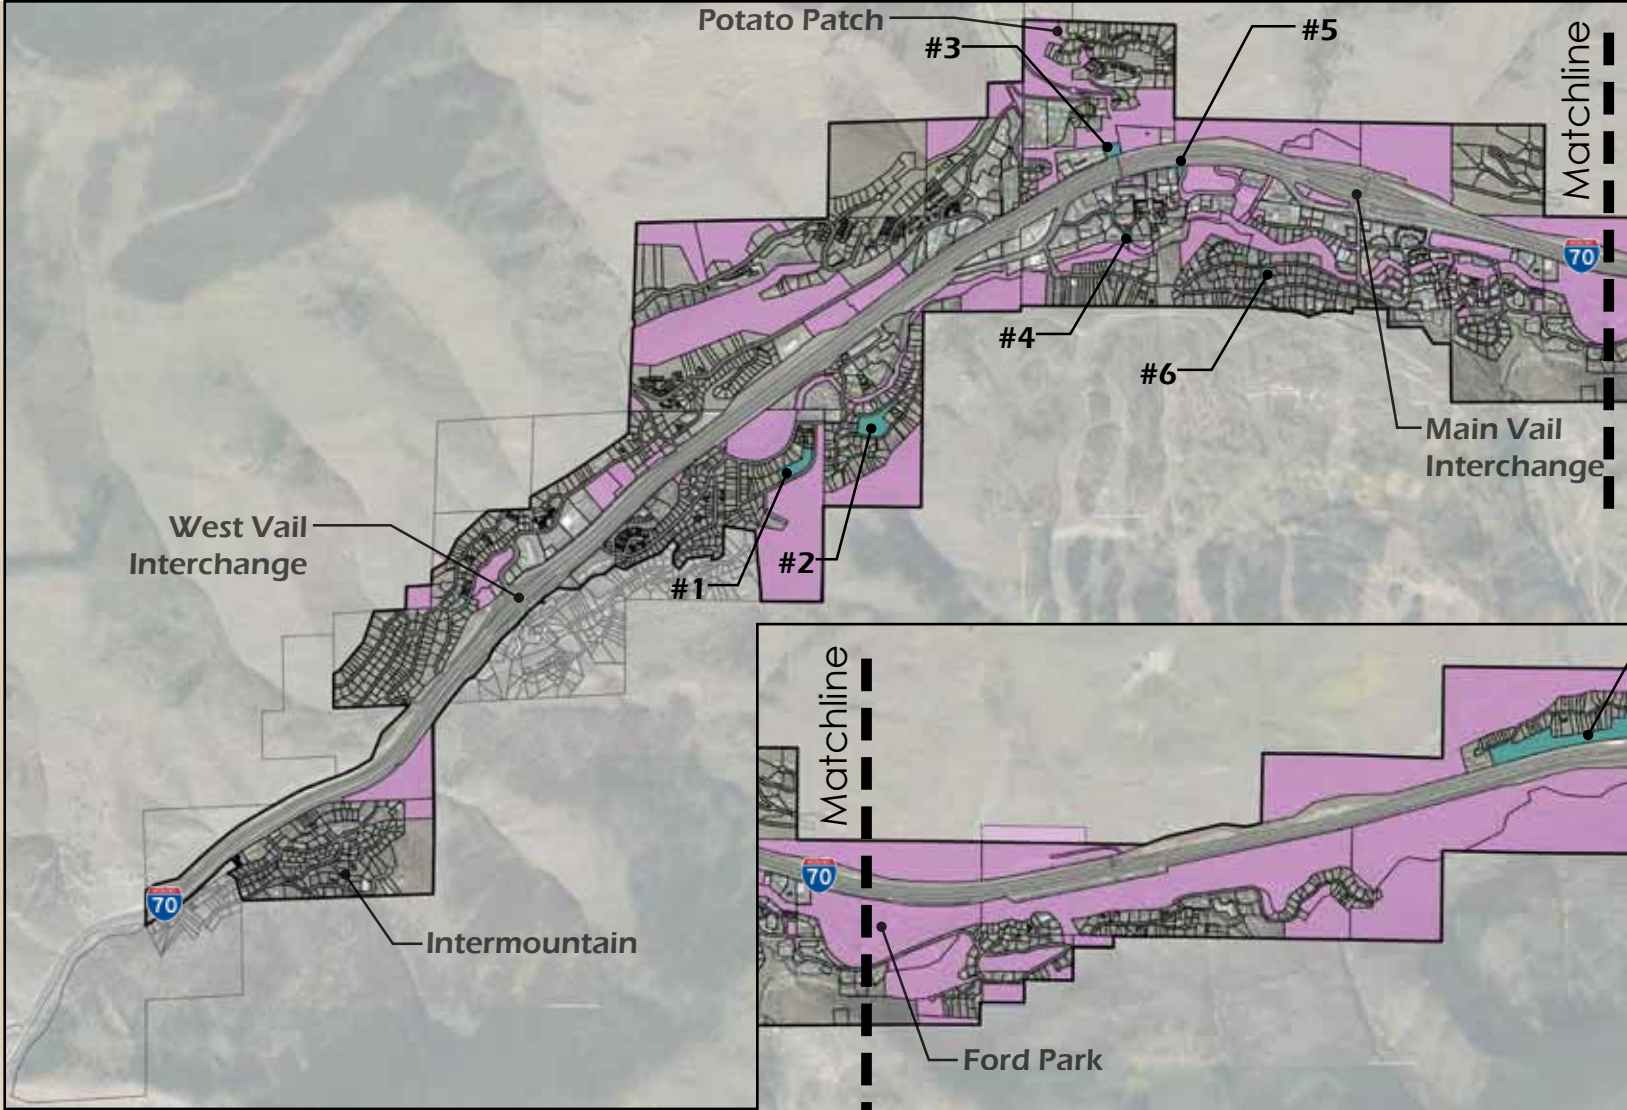 Potato Patch
#3
#5
Matchline
70
#4
#6
Main Vail
Interchange
West Vail
Interchange
#1
#2
Matchline
70
70
Intermountain
Ford Park